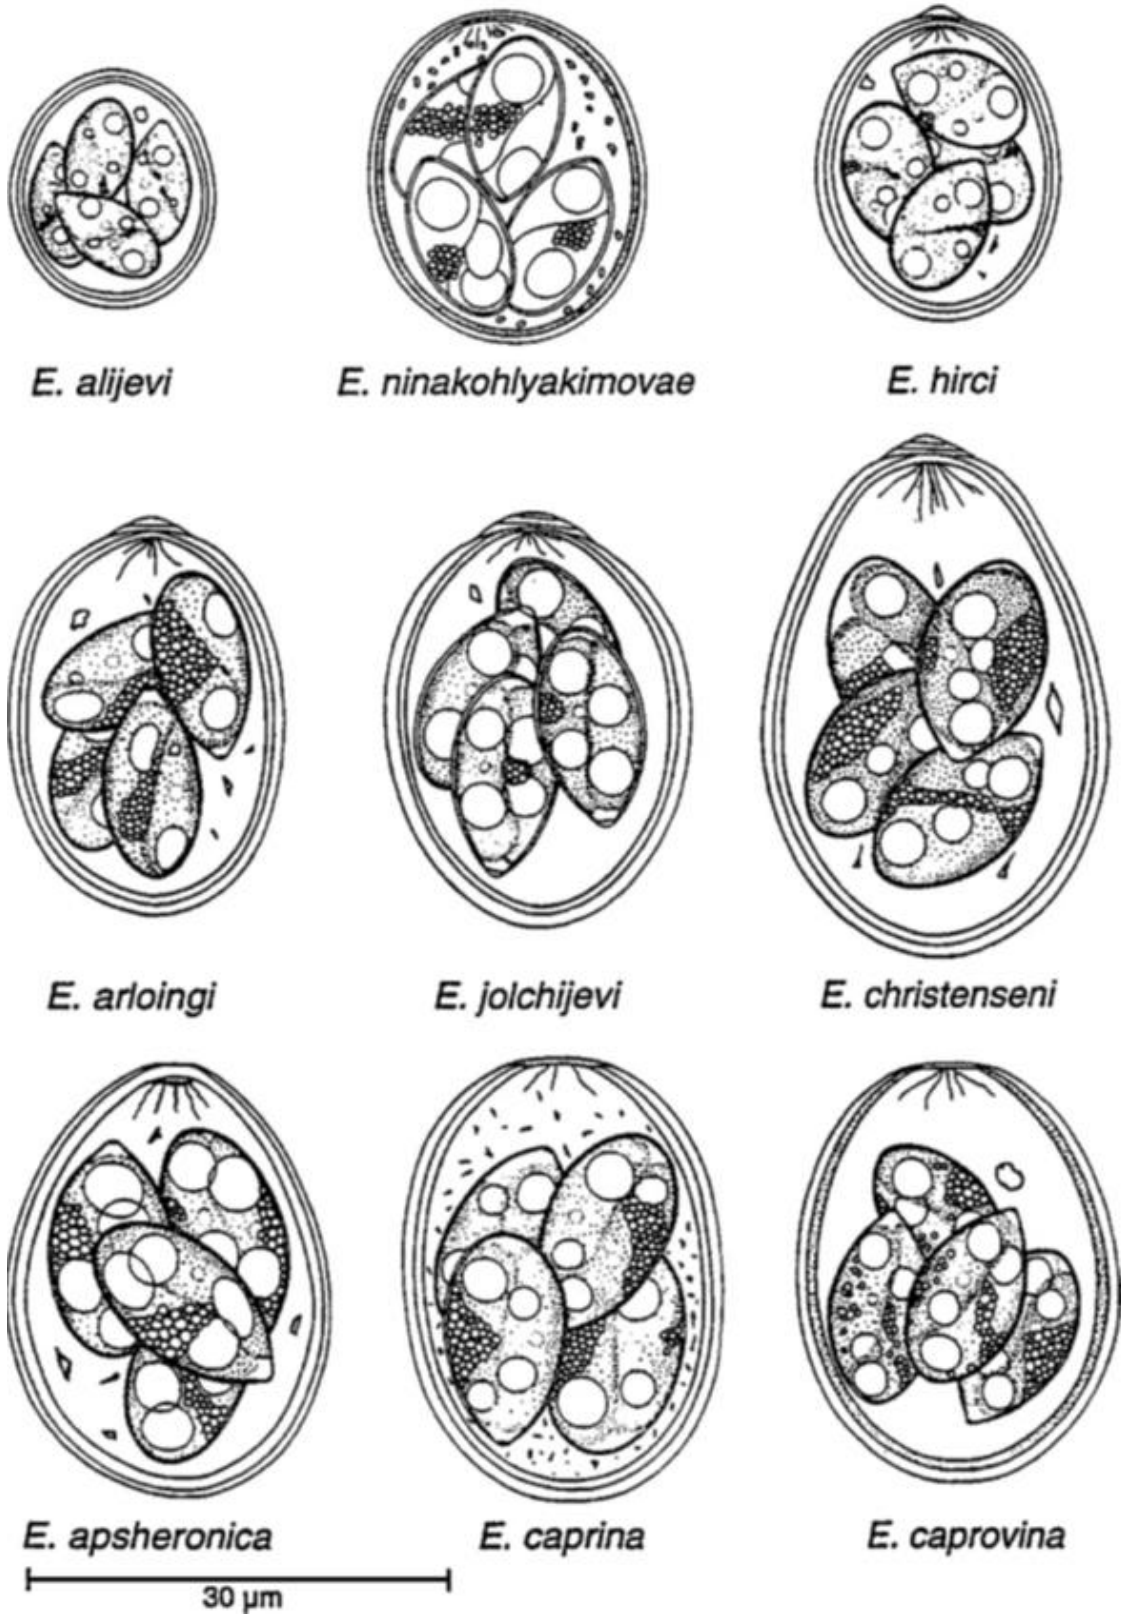 E. alijevi
E. ninakohlyakimovae
E. hirci
E. arloingi
E. jolchijevi
E. christenseni
E. apsheronica
E. caprina
E. caprovina
30 µm